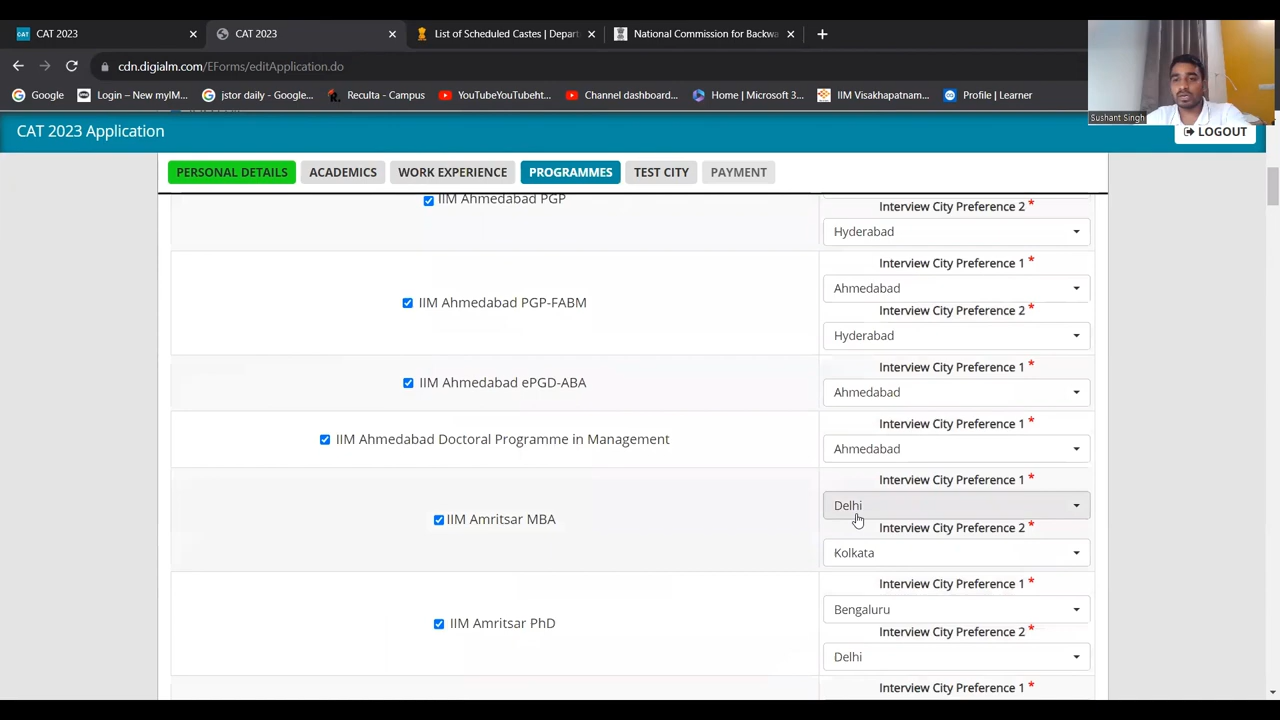 CAT CAT 2023
CAT 2023
List of Scheduled Castes | Depart
National Commission for Backwa
cdn.digialm.com/EForms/editApplication.do
Google
Login – New myIM...
jstor daily - Google...
Reculta - Campus
YouTubeYouTubeht...
Channel dashboard...
Home | Microsoft 3...
IIM Visakhapatnam...
Profile | Learner
Sushant Singh
CAT 2023 Application
LOGOUT
PERSONAL DETAILS
ACADEMICS
WORK EXPERIENCE
PROGRAMMES
TEST CITY
PAYMENT
IIM Ahmedabad PGP
Interview City Preference 2 *
Hyderabad
IIM Ahmedabad PGP-FABM
Interview City Preference 1 *
Ahmedabad
Interview City Preference 2 *
Hyderabad
IIM Ahmedabad ePGD-ABA
Interview City Preference 1 *
Ahmedabad
IIM Ahmedabad Doctoral Programme in Management
Interview City Preference 1 *
Ahmedabad
IIM Amritsar MBA
Interview City Preference 1 *
Delhi
Interview City Preference 2 *
Kolkata
IIM Amritsar PhD
Interview City Preference 1 *
Bengaluru
Interview City Preference 2 *
Delhi
Interview City Preference 1 *